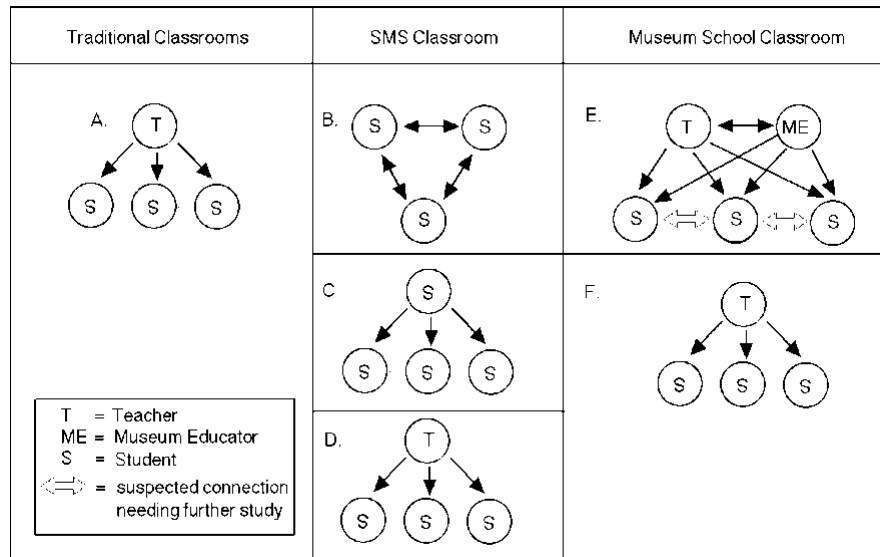 Traditional Classrooms
SMS Classroom
Museum School Classroom
A.
T
S S S
B.
S S
S
E.
T ME
S S S
C
S
S S S
F.
T
S S S
D.
T
S S S
T = Teacher
ME = Museum Educator
S = Student
= suspected connection
needing further study